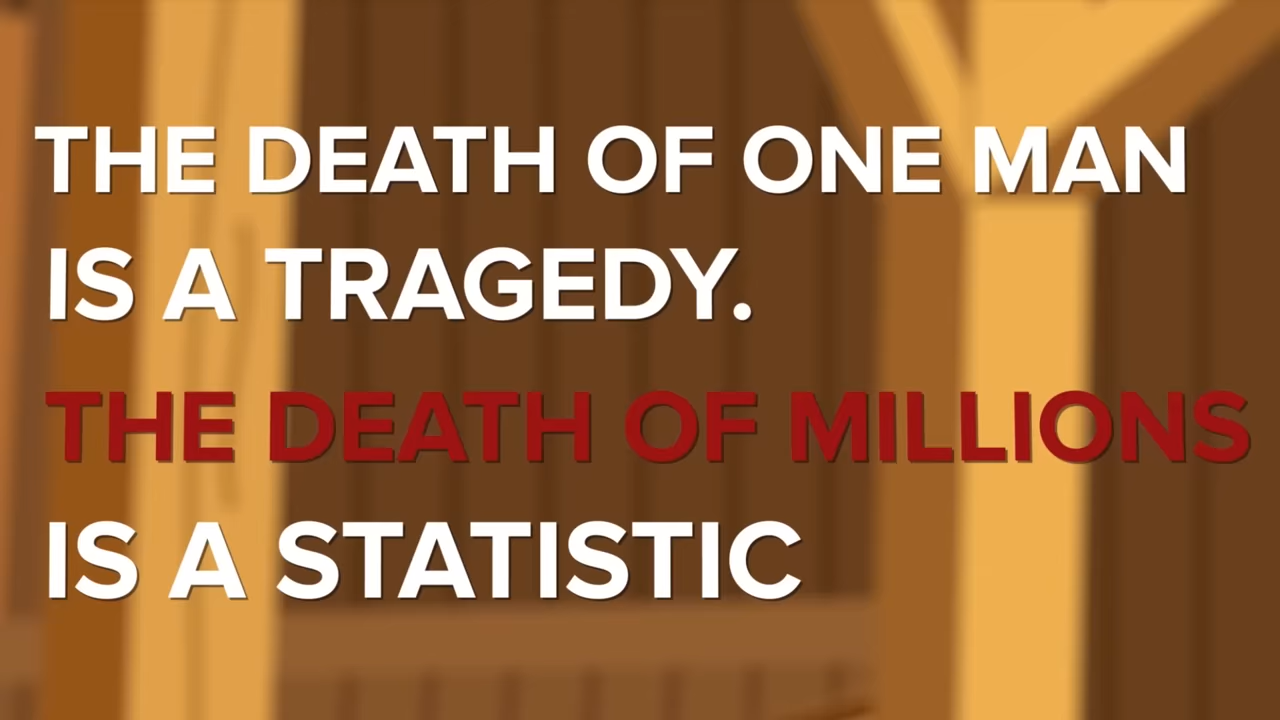 THE DEATH OF ONE MAN
IS A TRAGEDY.
THE DEATH OF MILLIONS
IS A STATISTIC